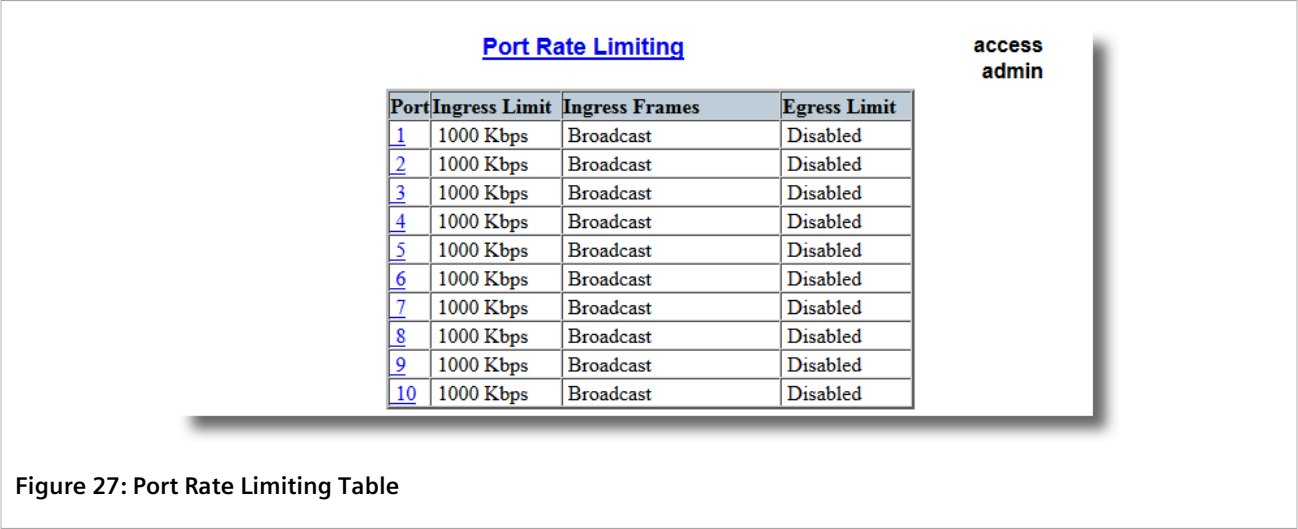 Port Rate Limiting
access
admin
Port Ingress Limit Ingress Frames Egress Limit
1 1000 Kbps Broadcast Disabled
2 1000 Kbps Broadcast Disabled
3 1000 Kbps Broadcast Disabled
4 1000 Kbps Broadcast Disabled
5 1000 Kbps Broadcast Disabled
6 1000 Kbps Broadcast Disabled
7 1000 Kbps Broadcast Disabled
8 1000 Kbps Broadcast Disabled
9 1000 Kbps Broadcast Disabled
10 1000 Kbps Broadcast Disabled
Figure 27: Port Rate Limiting Table